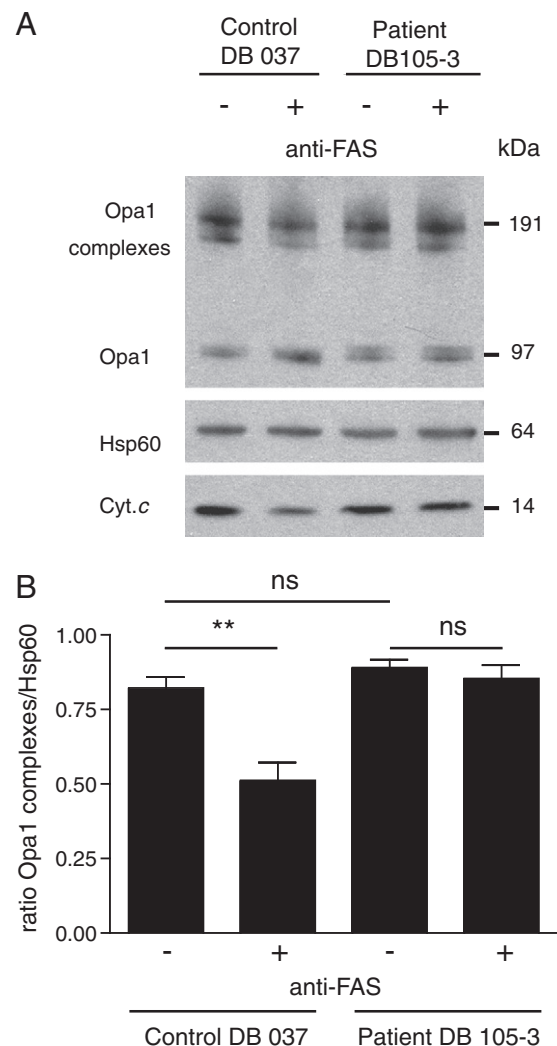 A
Control Patient
DB 037 DB105-3
- + - +
anti-FAS kDa
Opa1
complexes
191
Opa1 97
Hsp60 64
Cyt.c 14
B
ns
** ns
ratio Opa1 complexes/Hsp60
1.00
0.75
0.50
0.25
0.00
- + - +
anti-FAS
Control DB 037 Patient DB 105-3